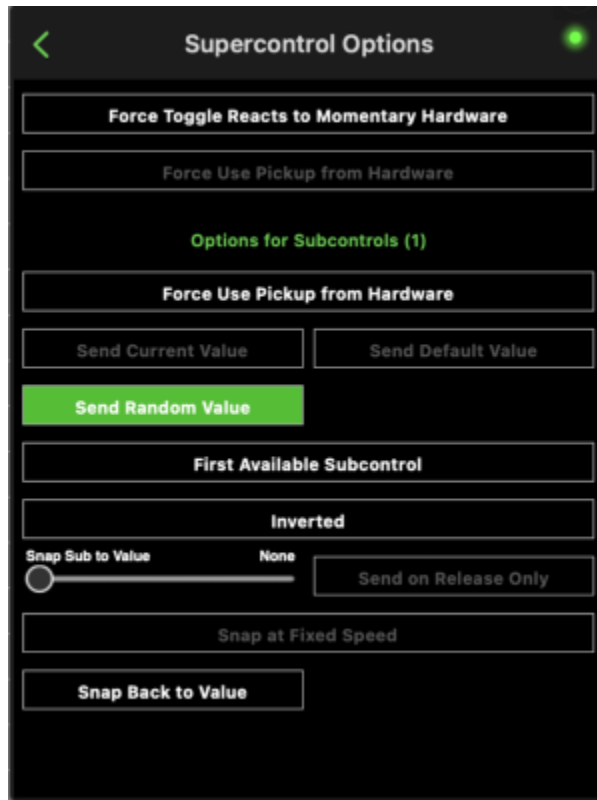 Supercontrol Options
Force Toggle Reacts to Momentary Hardware
Force Use Pickup from Hardware
Options for Subcontrols (1)
Force Use Pickup from Hardware
Send Current Value
Send Default Value
Send Random Value
First Available Subcontrol
Inverted
Snap Sub to Value
None
Send on Release Only
Snap at Fixed Speed
Snap Back to Value